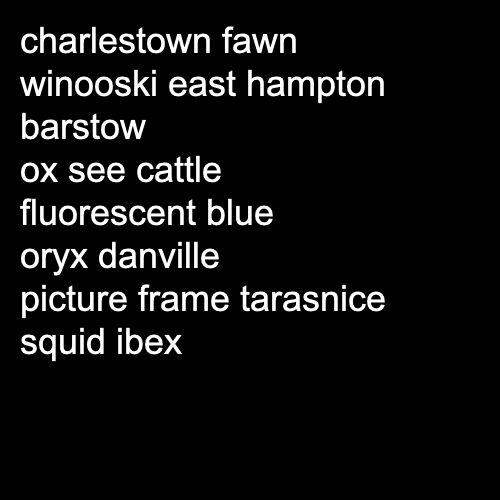 charlestown fawn
winooski east hampton
barstow
ox see cattle
fluorescent blue
oryx danville
picture frame tarasnice
squid ibex